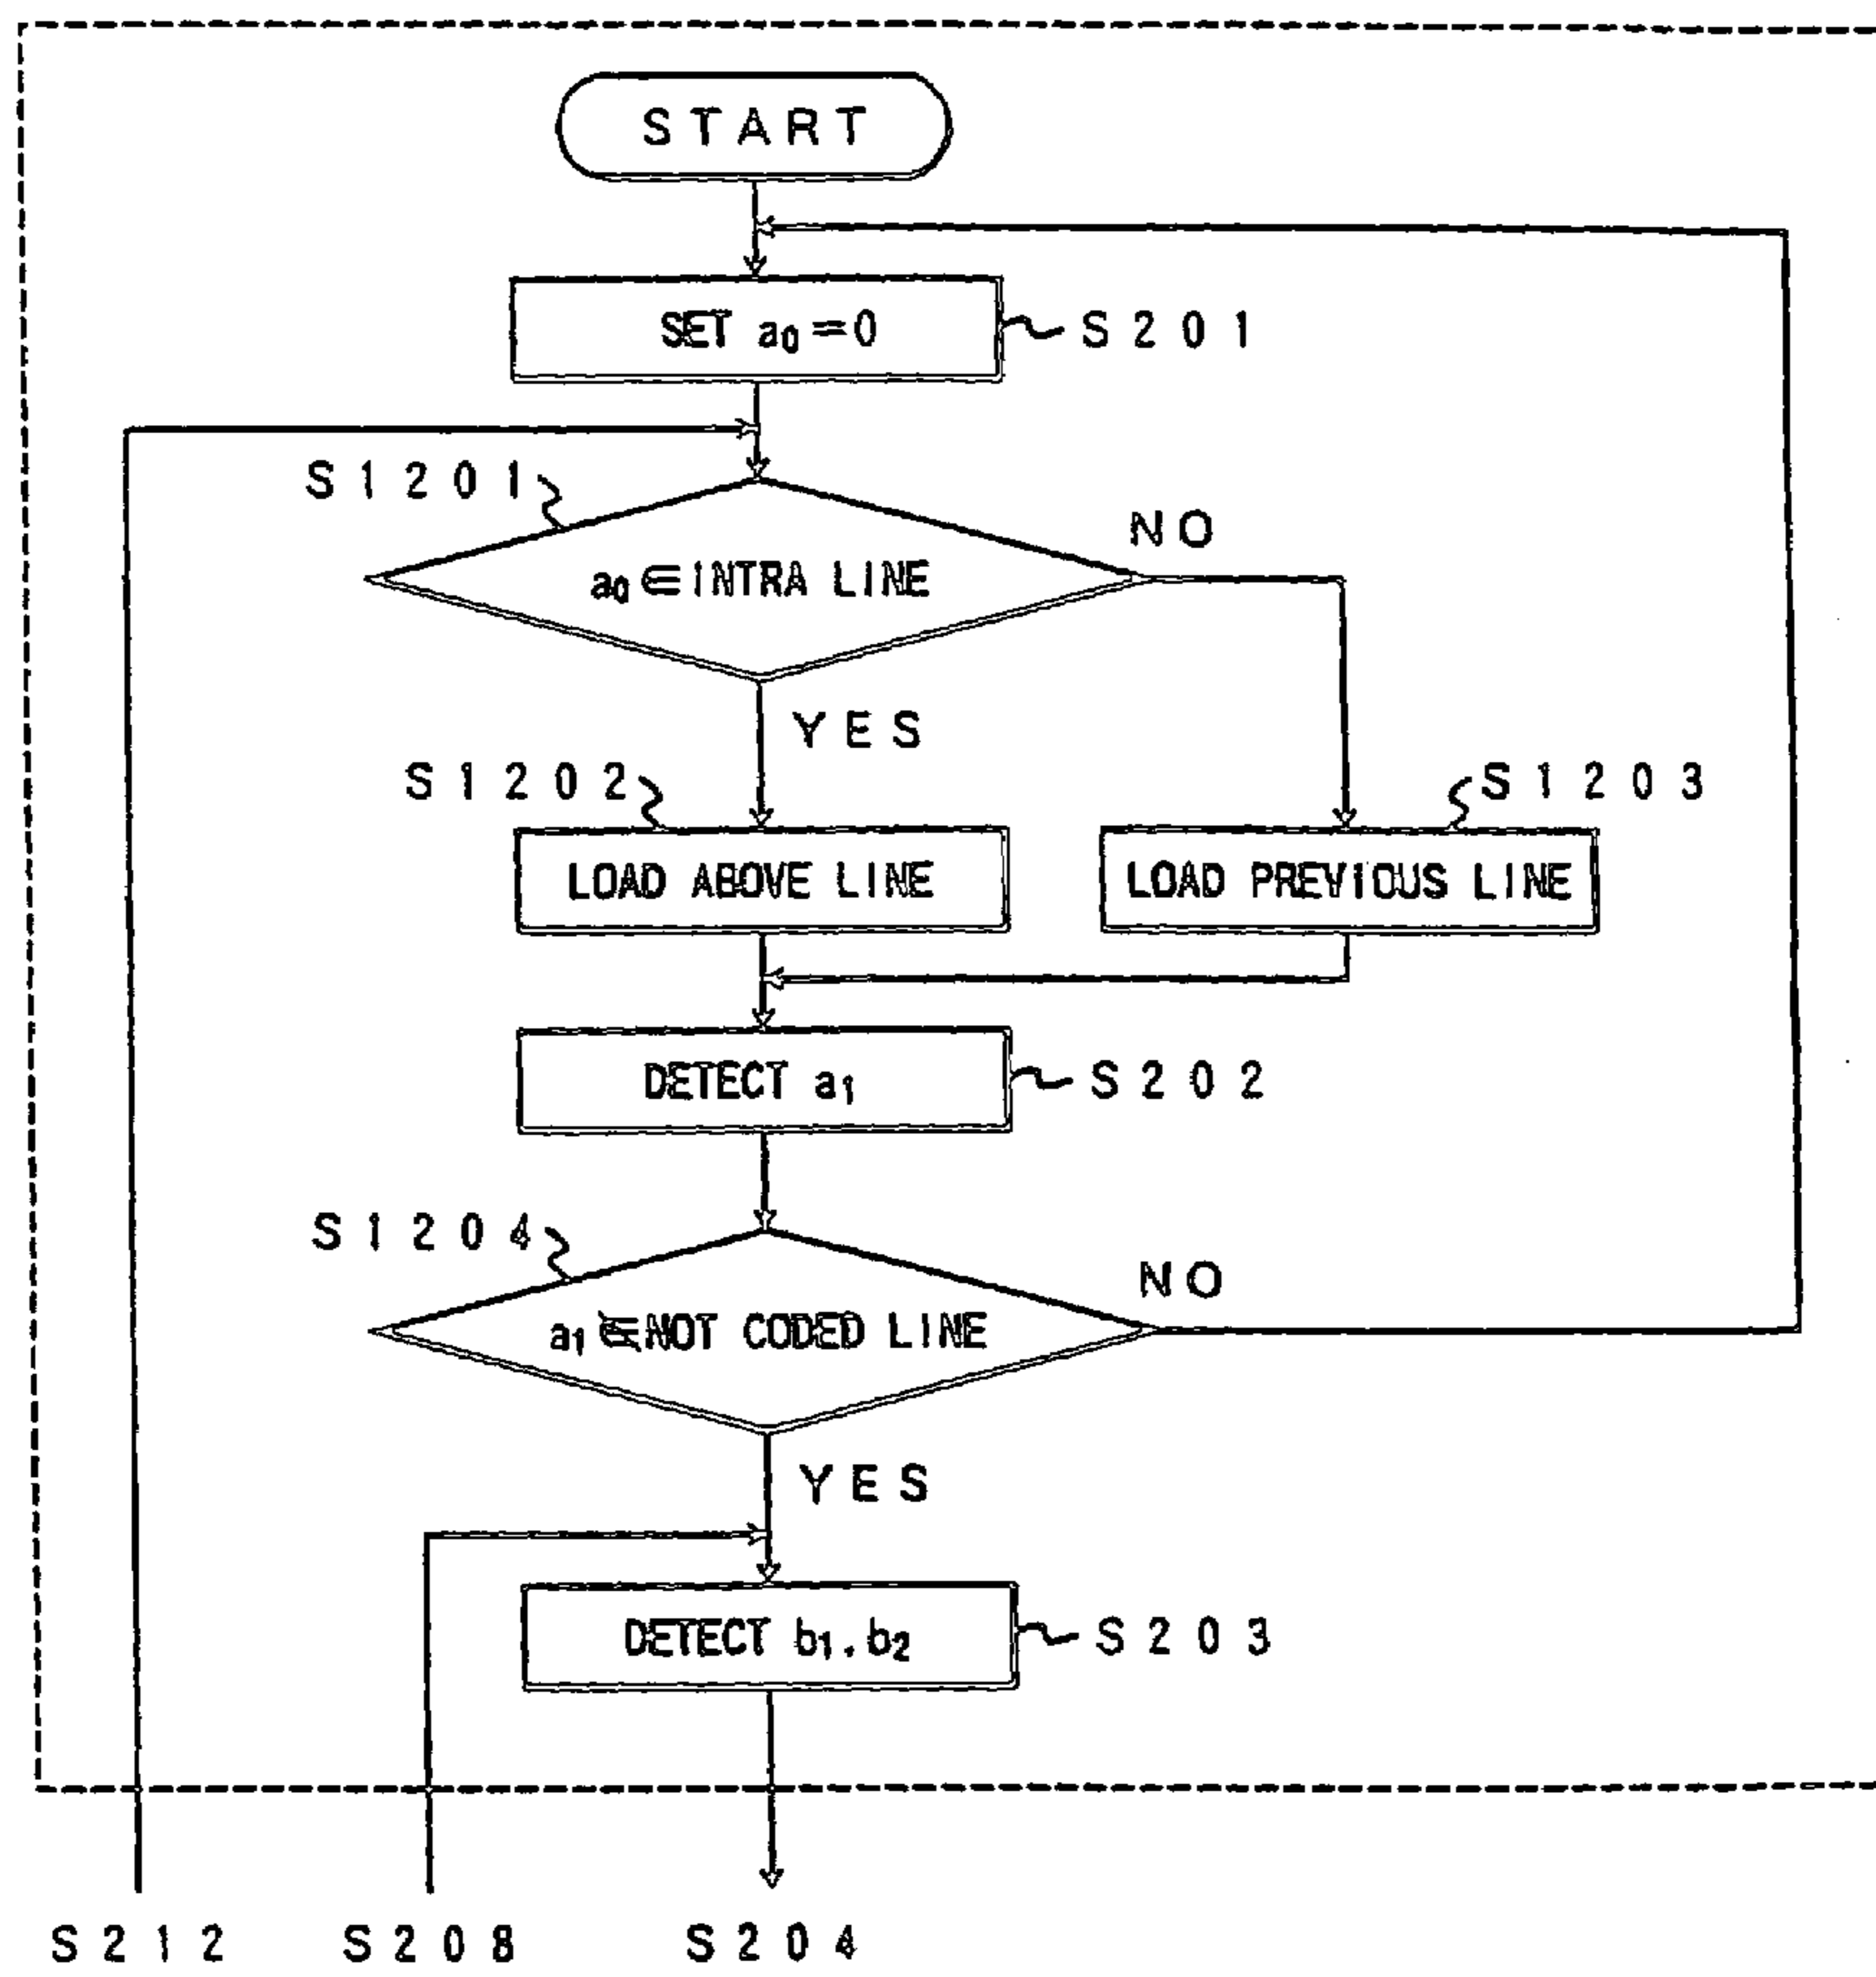 START
SET a₀=0
S201
S1201
NO
a₀∈INTRA LINE
YES
S1202
S1203
LOAD ABOVE LINE
LOAD PREVIOUS LINE
DETECT a₁
S202
S1204
NO
a₁∉NOT CODED LINE
YES
DETECT b₁,b₂
S203
S212
S208
S204